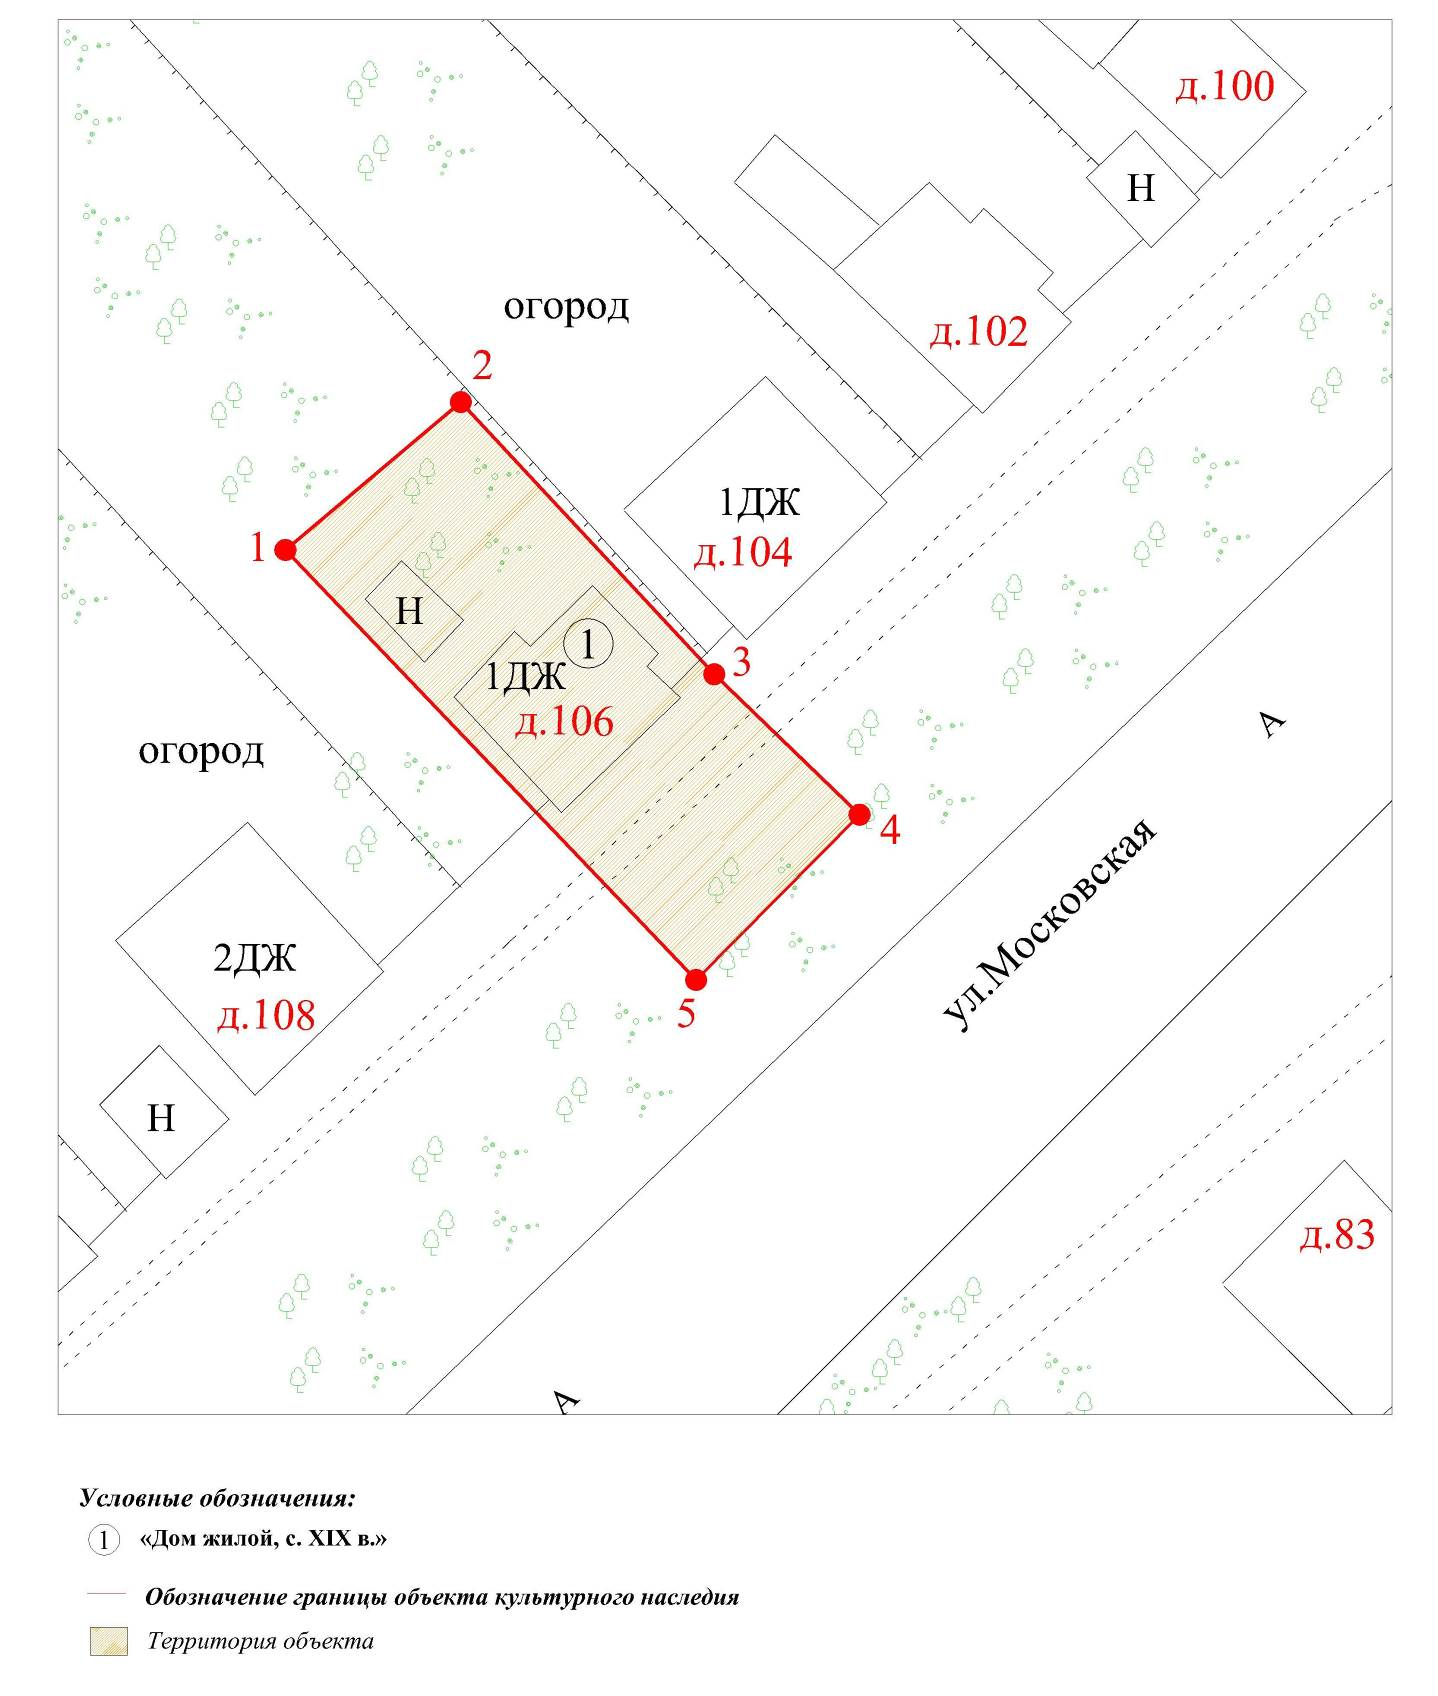 д.100
Н
огород
д.102
2
1ДЖ
д.104
1
Н
1
1ДЖ
д.106
3
4
5
огород
А
ул.Московская
2ДЖ
д.108
Н
д.83
А
Условные обозначения:
1 «Дом жилой, с. XIX в.»
Обозначение границы объекта культурного наследия
Территория объекта